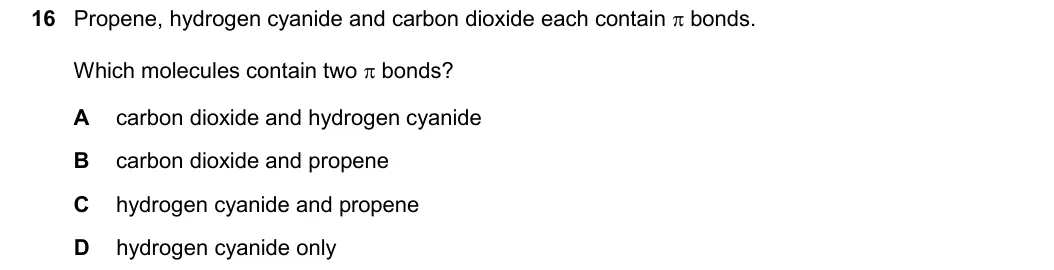 16 Propene, hydrogen cyanide and carbon dioxide each contain π bonds.
Which molecules contain two π bonds?
A carbon dioxide and hydrogen cyanide
B carbon dioxide and propene
C hydrogen cyanide and propene
D hydrogen cyanide only